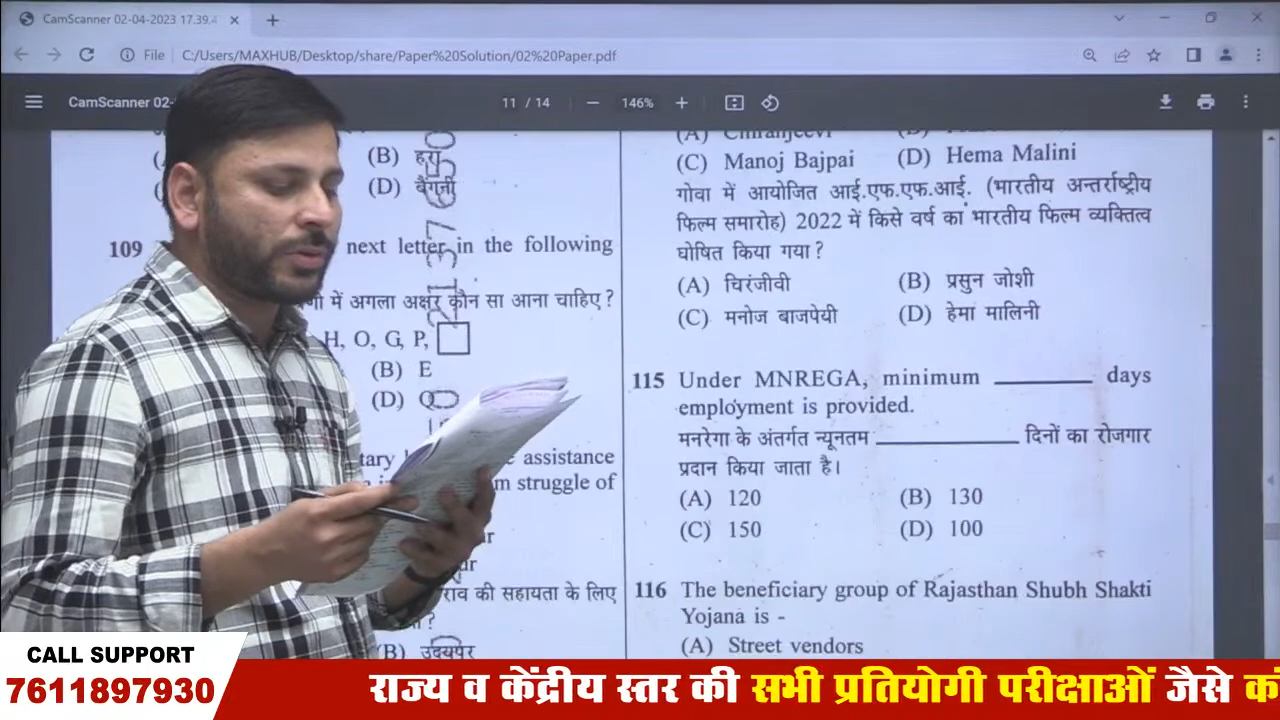 CamScanner 02-04-2023 17.39.4
File C:/Users/MAXHUB/Desktop/share/Paper%20Solution/02%20Paper.pdf
CamScanner 02-
11 / 14
146%
(B) हरा
(D) बैंगनी
109
next letter in the following
में अगला अक्षर कौन सा आना चाहिए ?
H, O, G, P,
(B) E
(D) Q
assistance
struggle of
राव की सहायता के लिए
(B) उदयपुर
(A) Chiranjeevi
(C) Manoj Bajpai (D) Hema Malini
गोवा में आयोजित आई.एफ.एफ.आई. (भारतीय अन्तर्राष्ट्रीय
फिल्म समारोह) 2022 में किसे वर्ष का भारतीय फिल्म व्यक्तित्व
घोषित किया गया ?
(A) चिरंजीवी (B) प्रसुन जोशी
(C) मनोज बाजपेयी (D) हेमा मालिनी
115 Under MNREGA, minimum ________ days
employment is provided.
मनरेगा के अंतर्गत न्यूनतम ____________ दिनों का रोजगार
प्रदान किया जाता है।
(A) 120 (B) 130
(C) 150 (D) 100
116 The beneficiary group of Rajasthan Shubh Shakti
Yojana is -
(A) Street vendors
CALL SUPPORT
7611897930
राज्य व केंद्रीय स्तर की सभी प्रतियोगी परीक्षाओं जैसे